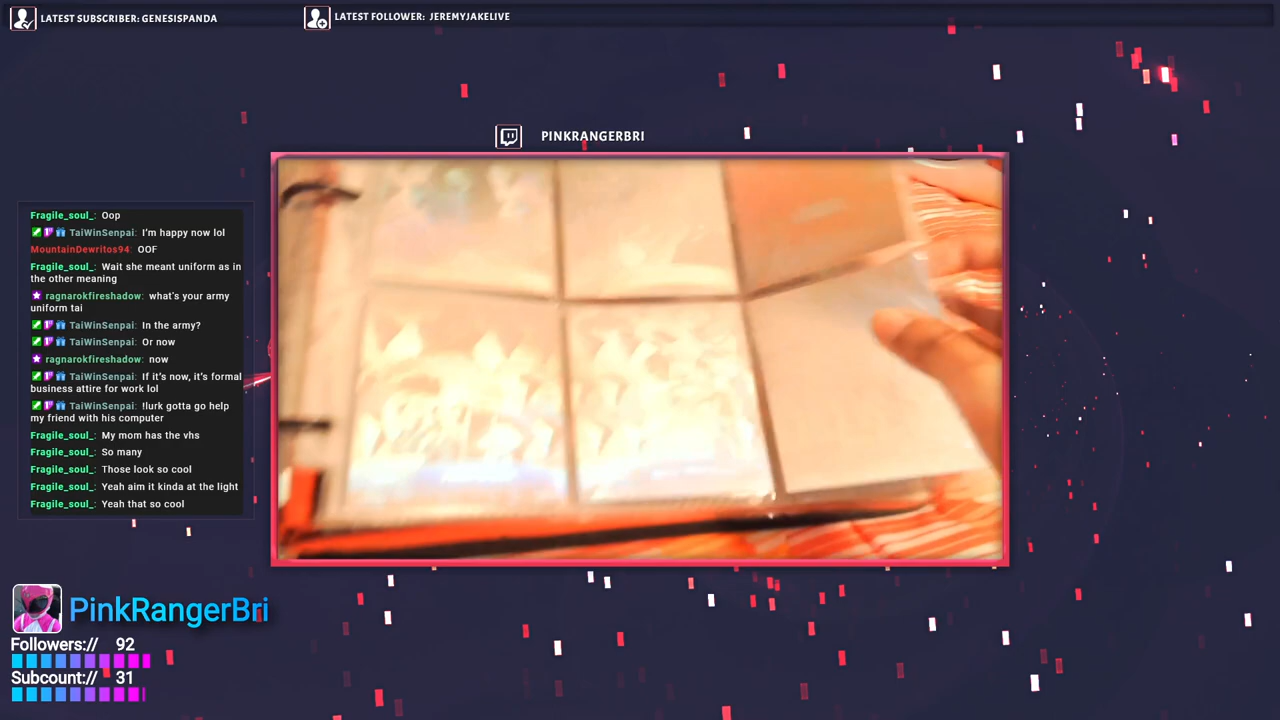 LATEST SUBSCRIBER: GENESISPANDA
LATEST FOLLOWER: JEREMYJAKELIVE
PINKRANGERBRI
Fragile_soul_: Oop
TaiWinSenpai: I'm happy now lol
MountainDewritos94: OOF
Fragile_soul_: Wait she meant uniform as in
the other meaning
ragnarokfireshadow: what's your army
uniform tai
TaiWinSenpai: In the army?
TaiWinSenpai: Or now
ragnarokfireshadow: now
TaiWinSenpai: If it's now, it's formal
business attire for work lol
TaiWinSenpai: !lurk gotta go help
my friend with his computer
Fragile_soul_: My mom has the vhs
Fragile_soul_: So many
Fragile_soul_: Those look so cool
Fragile_soul_: Yeah aim it kinda at the light
Fragile_soul_: Yeah that so cool
PinkRangerBri
Followers:// 92
Subcount:// 31